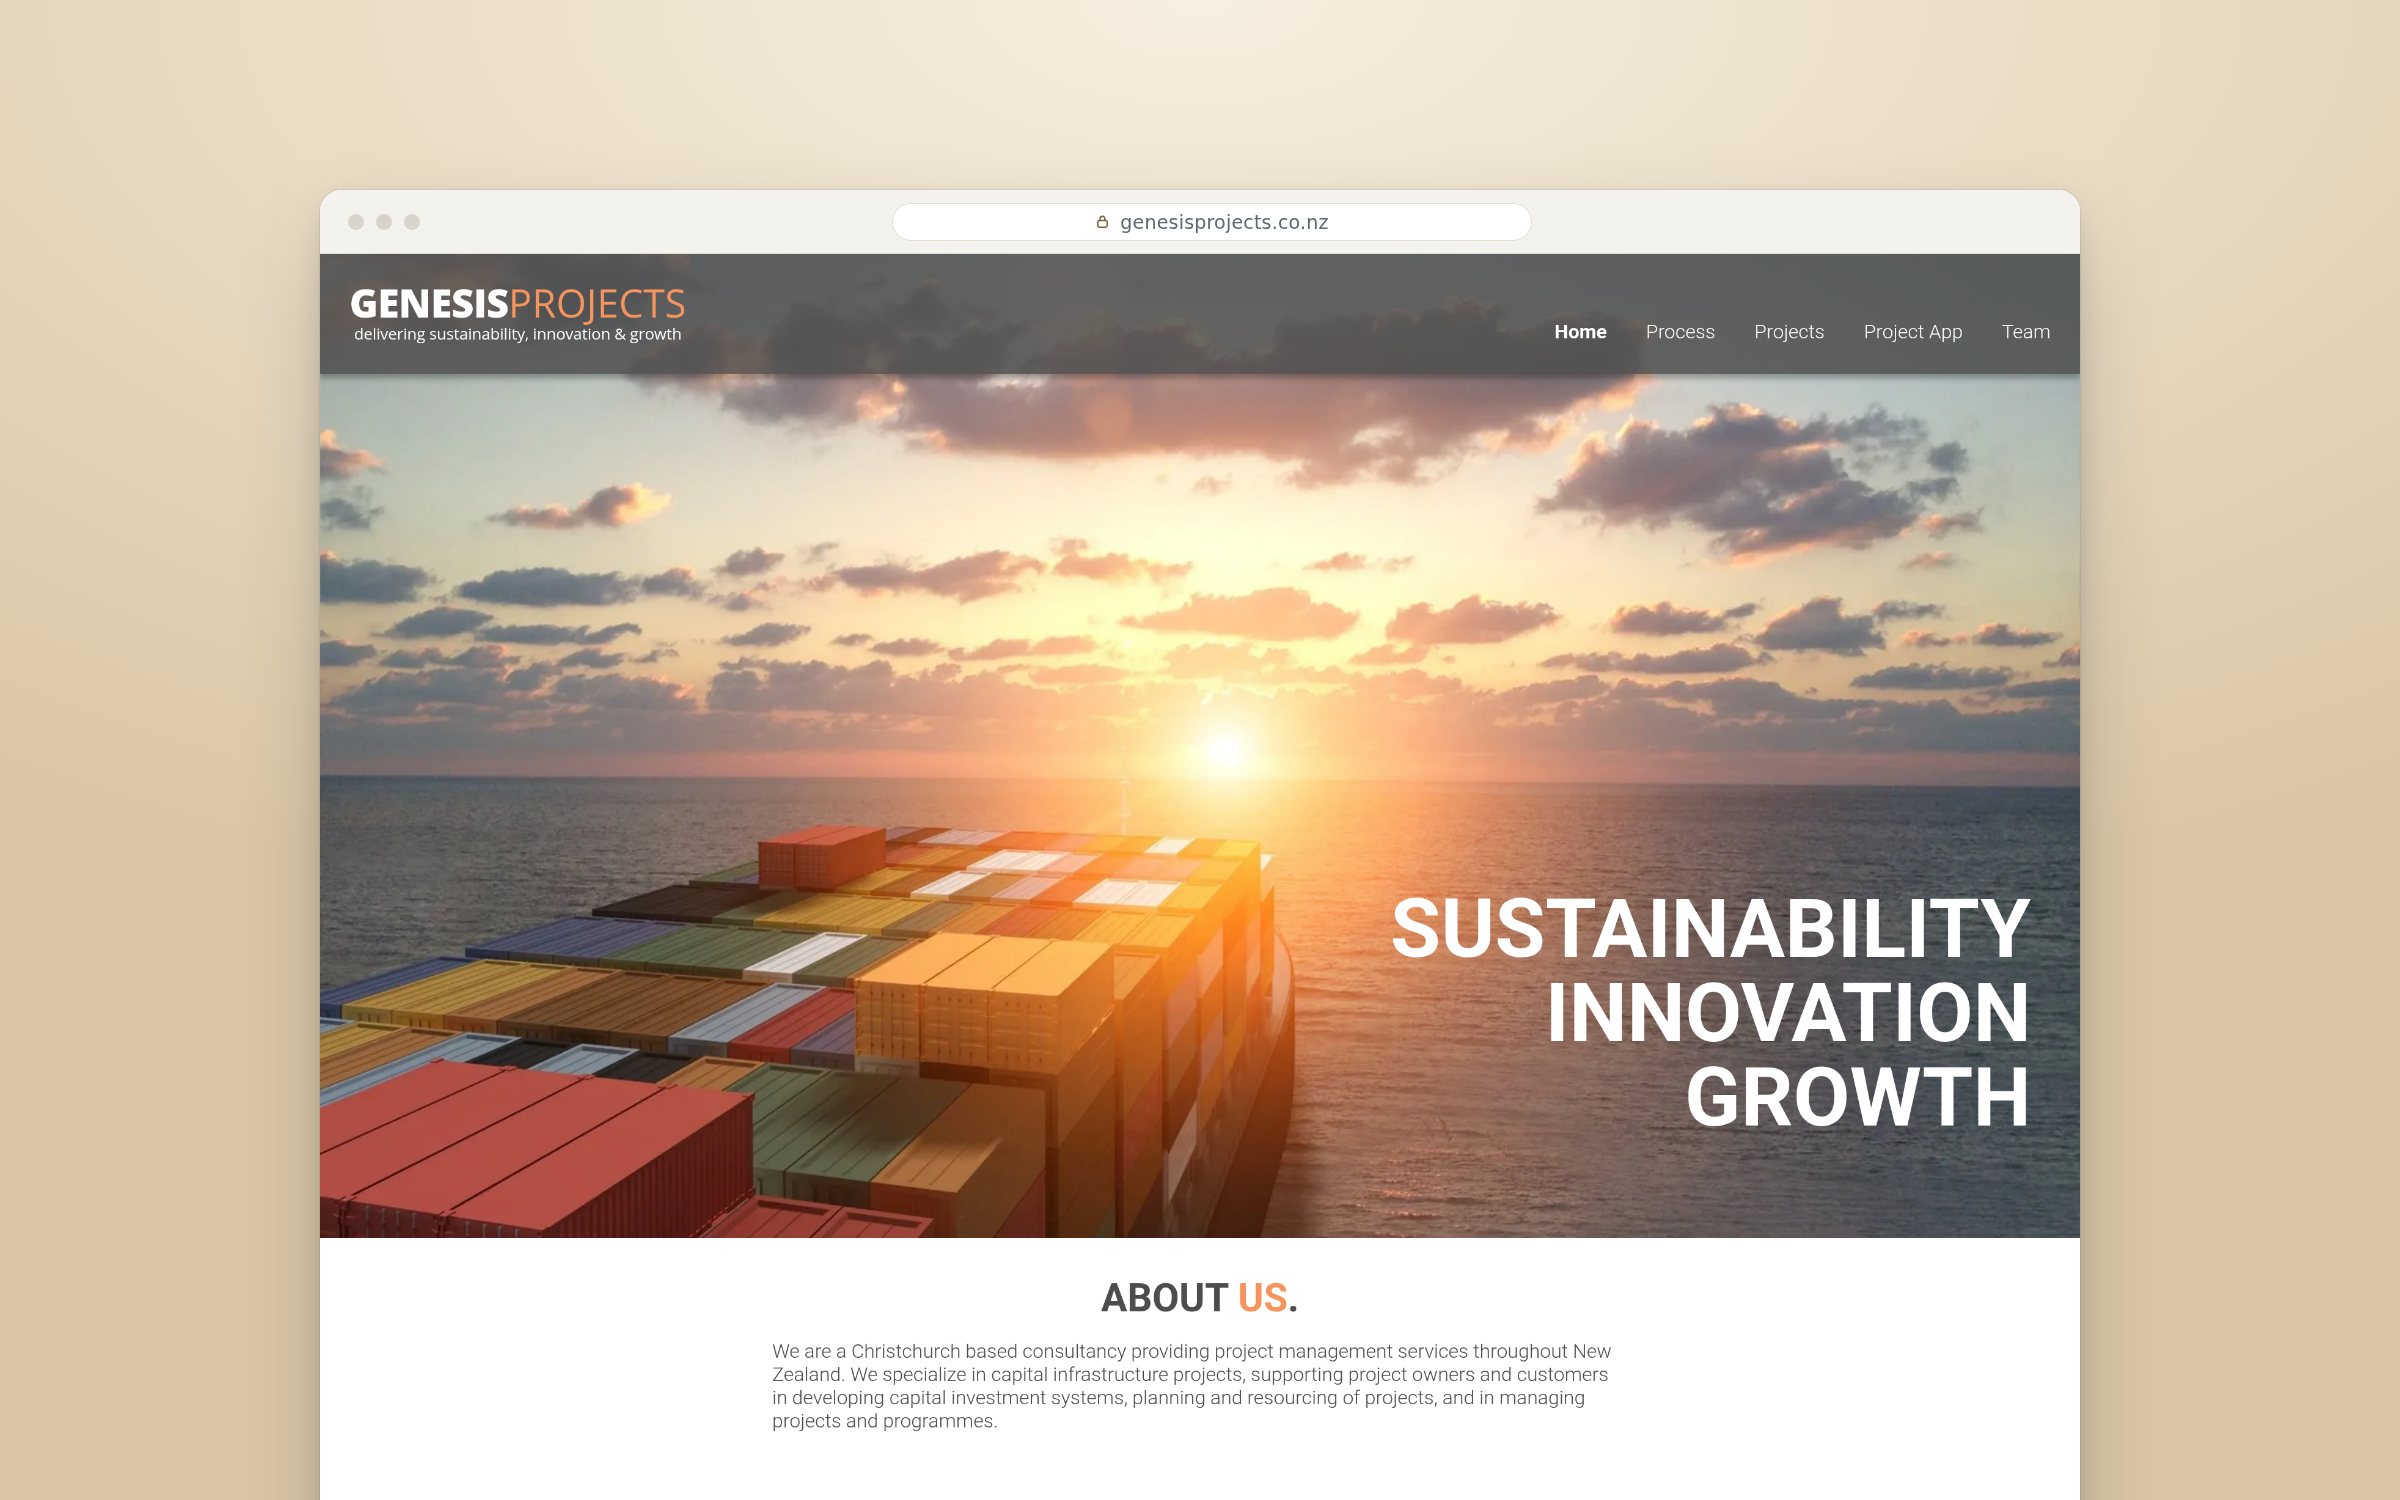 genesisprojects.co.nz
GENESISPROJECTS
delivering sustainability, innovation & growth
Home Process Projects Project App Team
SUSTAINABILITY
INNOVATION
GROWTH
ABOUT US.
We are a Christchurch based consultancy providing project management services throughout New
Zealand. We specialize in capital infrastructure projects, supporting project owners and customers
in developing capital investment systems, planning and resourcing of projects, and in managing
projects and programmes.